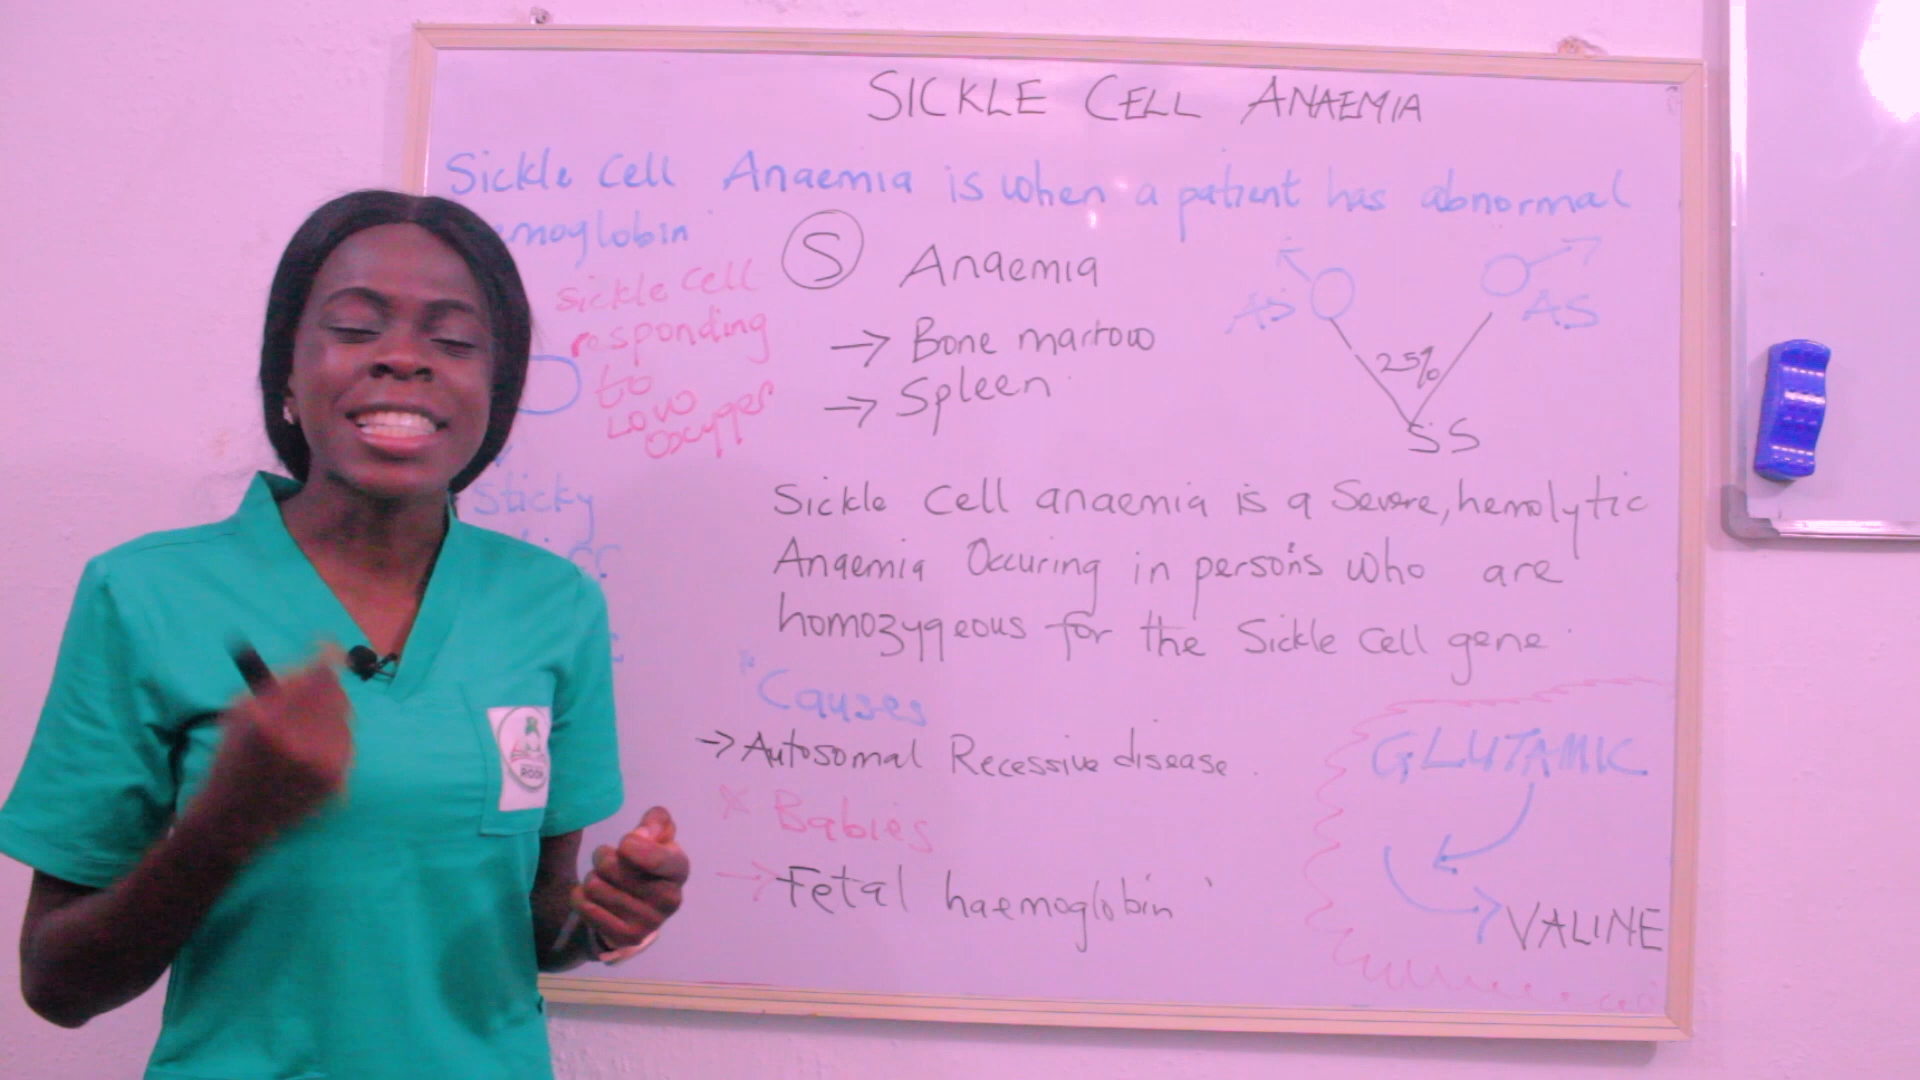 SICKLE CELL ANAEMIA
Sickle Cell Anaemia is when a patient has abnormal
moglobin
Sickle Cell
responding
to
Low
Oxygen
Sticky
S
Anaemia
→ Bone marrow
→ Spleen
AS
AS
25%
SS
Sickle Cell anaemia is a Severe, hemolytic
Anaemia Occuring in persons who are
homozygeous for the Sickle Cell gene
* Causes
→ Autosomal Recessive disease
* Babies
→ Fetal haemoglobin
GLUTAMIC
VALINE